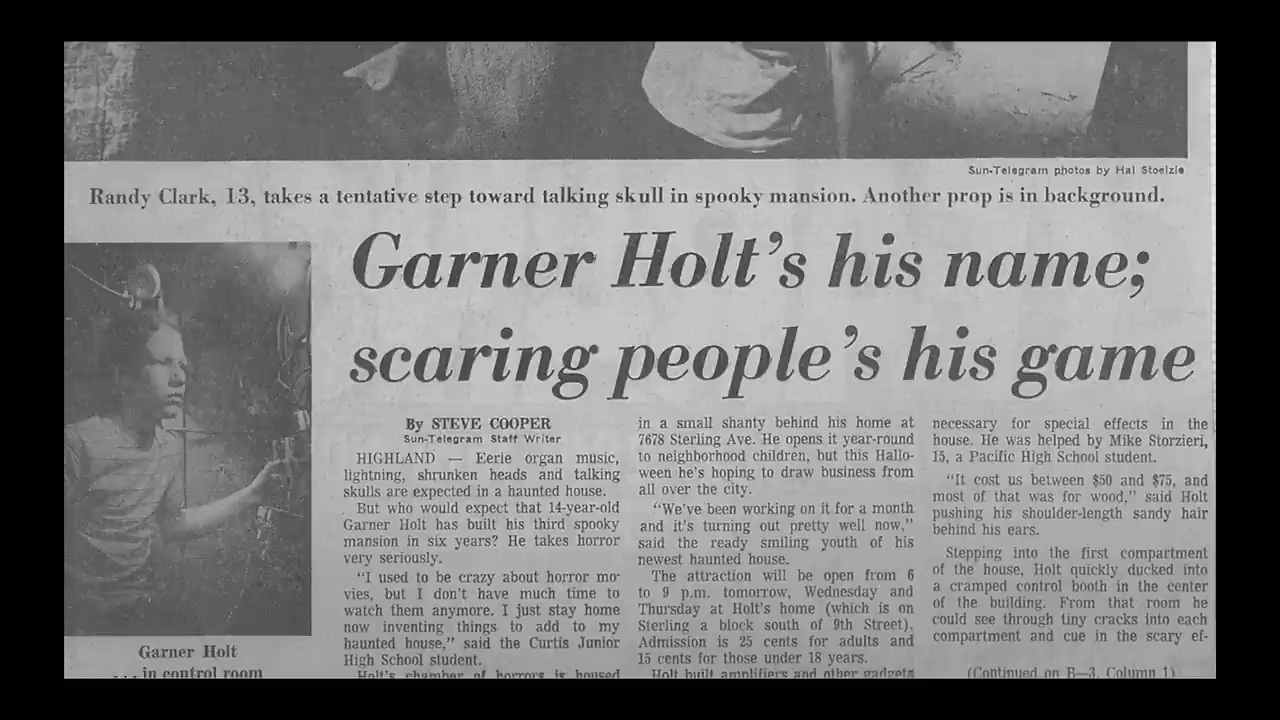 Sun-Telegram photos by Hal Stoelzle
Randy Clark, 13, takes a tentative step toward talking skull in spooky mansion. Another prop is in background.
Garner Holt's his name;
scaring people's his game
Garner Holt
. . . in control room
By STEVE COOPER
Sun-Telegram Staff Writer
HIGHLAND — Eerie organ music,
lightning, shrunken heads and talking
skulls are expected in a haunted house.
But who would expect that 14-year-old
Garner Holt has built his third spooky
mansion in six years? He takes horror
very seriously.
"I used to be crazy about horror mo-
vies, but I don't have much time to
watch them anymore. I just stay home
now inventing things to add to my
haunted house," said the Curtis Junior
High School student.
Holt's chamber of horrors is housed
in a small shanty behind his home at
7678 Sterling Ave. He opens it year-round
to neighborhood children, but this Hallo-
ween he's hoping to draw business from
all over the city.
"We've been working on it for a month
and it's turning out pretty well now,"
said the ready smiling youth of his
newest haunted house.
The attraction will be open from 6
to 9 p.m. tomorrow, Wednesday and
Thursday at Holt's home (which is on
Sterling a block south of 9th Street).
Admission is 25 cents for adults and
15 cents for those under 18 years.
Holt built amplifiers and other gadgets
necessary for special effects in the
house. He was helped by Mike Storzieri,
15, a Pacific High School student.
"It cost us between $50 and $75, and
most of that was for wood," said Holt
pushing his shoulder-length sandy hair
behind his ears.
Stepping into the first compartment
of the house, Holt quickly ducked into
a cramped control booth in the center
of the building. From that room he
could see through tiny cracks into each
compartment and cue in the scary ef-
(Continued on B—3, Column 1)